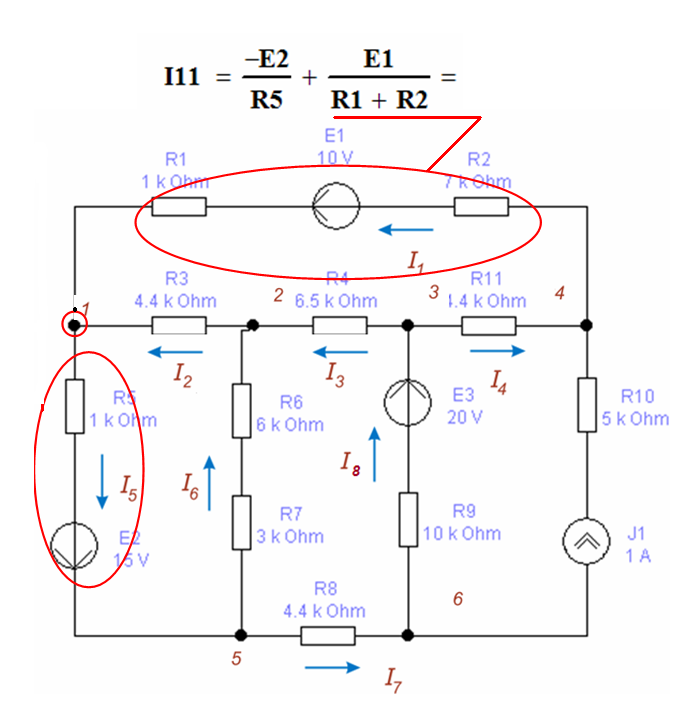 I11 = –E2/R5 + E1/(R1 + R2) =
E1
10 V
R1
1 k Ohm
R2
7 k Ohm
I1
R3
4.4 k Ohm
R4
6.5 k Ohm
R11
4.4 k Ohm
1
2
3
4
I2
I3
I4
R5
1 k Ohm
R6
6 k Ohm
E3
20 V
R10
5 k Ohm
I5
I6
I8
E2
15 V
R7
3 k Ohm
R9
10 k Ohm
J1
1 A
R8
4.4 k Ohm
6
5
I7